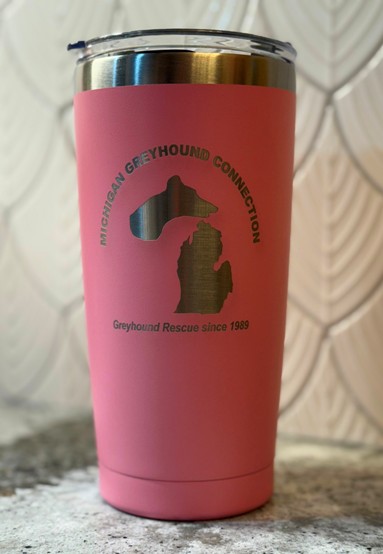 MICHIGAN GREYHOUND CONNECTION
Greyhound Rescue since 1989